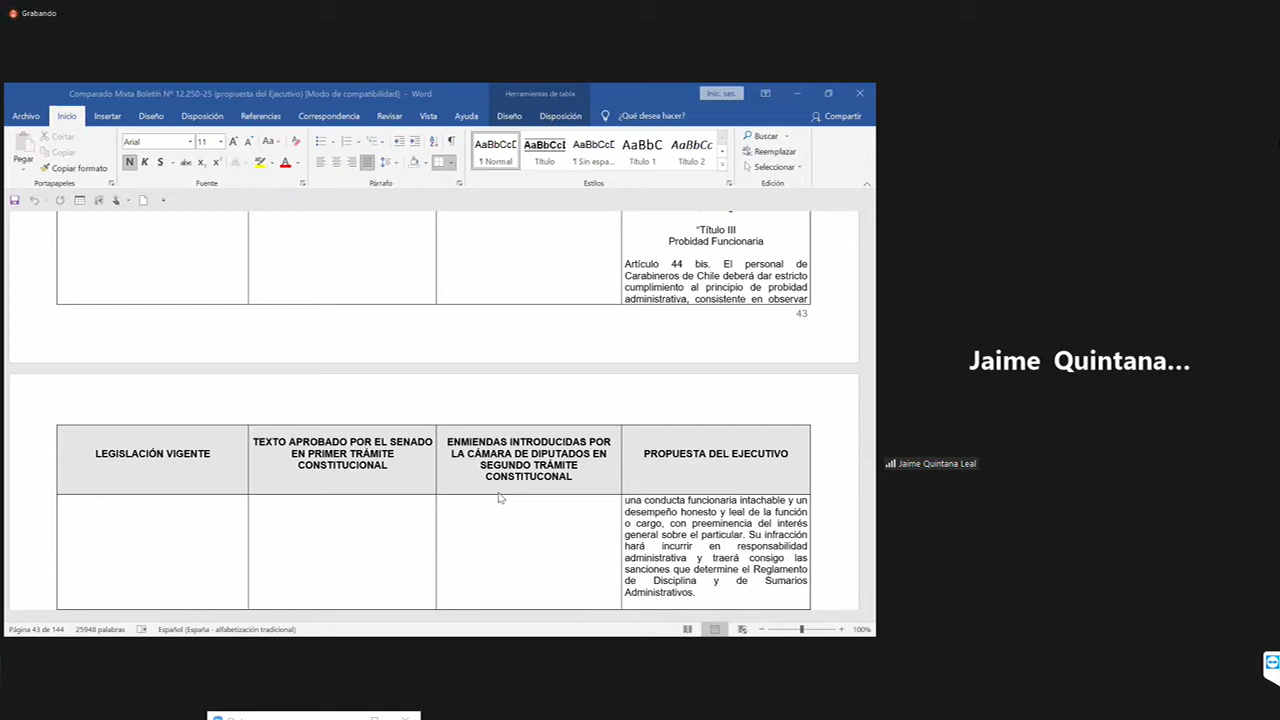 Grabando
Comparado Mixta Boletín Nº 12.250-25 (propuesta del Ejecutivo) [Modo de compatibilidad] - Word
Herramientas de tabla
Inic. ses.
Archivo Inicio Insertar Diseño Disposición Referencias Correspondencia Revisar Vista Ayuda Diseño Disposición ¿Qué desea hacer? Compartir
Pegar
Cortar
Copiar
Copiar formato
Portapapeles
Arial 11
N K S abc x₂ x²
Fuente
Párrafo
AaBbCcD AaBbCcD AaBbCcD AaBbC AaBbCc
¶ Normal Título ¶ Sin espa... Título 1 Título 2
Estilos
Buscar
Reemplazar
Seleccionar
Edición
“Título III
Probidad Funcionaria
Artículo 44 bis. El personal de
Carabineros de Chile deberá dar estricto
cumplimiento al principio de probidad
administrativa, consistente en observar
43
LEGISLACIÓN VIGENTE
TEXTO APROBADO POR EL SENADO
EN PRIMER TRÁMITE
CONSTITUCIONAL
ENMIENDAS INTRODUCIDAS POR
LA CÁMARA DE DIPUTADOS EN
SEGUNDO TRÁMITE
CONSTITUCONAL
PROPUESTA DEL EJECUTIVO
una conducta funcionaria intachable y un
desempeño honesto y leal de la función
o cargo, con preeminencia del interés
general sobre el particular. Su infracción
hará incurrir en responsabilidad
administrativa y traerá consigo las
sanciones que determine el Reglamento
de Disciplina y de Sumarios
Administrativos.
Página 43 de 144 25948 palabras Español (España - alfabetización tradicional) 100%
Jaime Quintana...
Jaime Quintana Leal